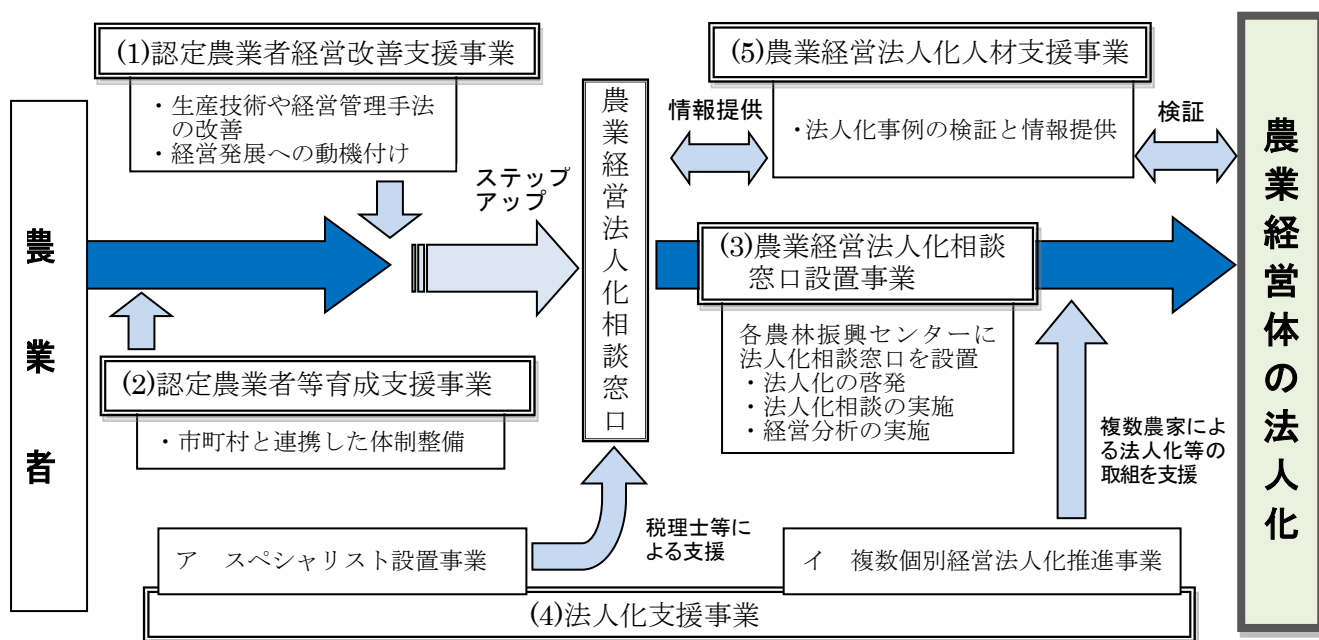 (1)認定農業者経営改善支援事業
・生産技術や経営管理手法
の改善
・経営発展への動機付け
農業者
ステップ
アップ
(2)認定農業者等育成支援事業
・市町村と連携した体制整備
農業経営法人化相談窓口
(5)農業経営法人化人材支援事業
・法人化事例の検証と情報提供
情報提供
検証
(3)農業経営法人化相談
窓口設置事業
各農林振興センターに
法人化相談窓口を設置
・法人化の啓発
・法人化相談の実施
・経営分析の実施
複数農家によ
る法人化等の
取組を支援
農業経営体の法人化
ア　スペシャリスト設置事業
税理士等に
よる支援
イ　複数個別経営法人化推進事業
(4)法人化支援事業